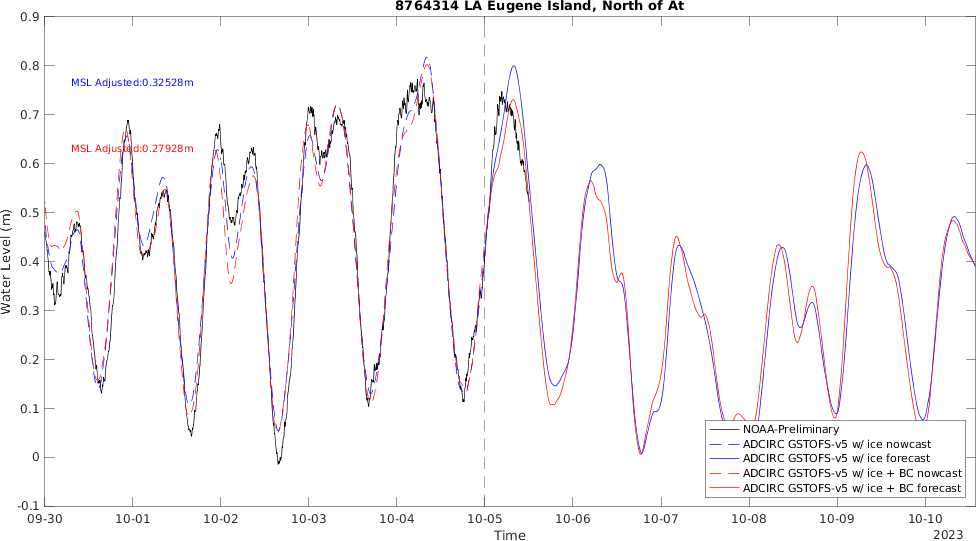 8764314 LA Eugene Island, North of At
0.9
0.8
0.7
0.6
0.5
0.4
0.3
0.2
0.1
0
-0.1
Water Level (m)
MSL Adjusted:0.32528m
MSL Adjusted:0.27928m
NOAA-Preliminary
ADCIRC GSTOFS-v5 w/ ice nowcast
ADCIRC GSTOFS-v5 w/ ice forecast
ADCIRC GSTOFS-v5 w/ ice + BC nowcast
ADCIRC GSTOFS-v5 w/ ice + BC forecast
09-30 10-01 10-02 10-03 10-04 10-05 10-06 10-07 10-08 10-09 10-10
Time
2023